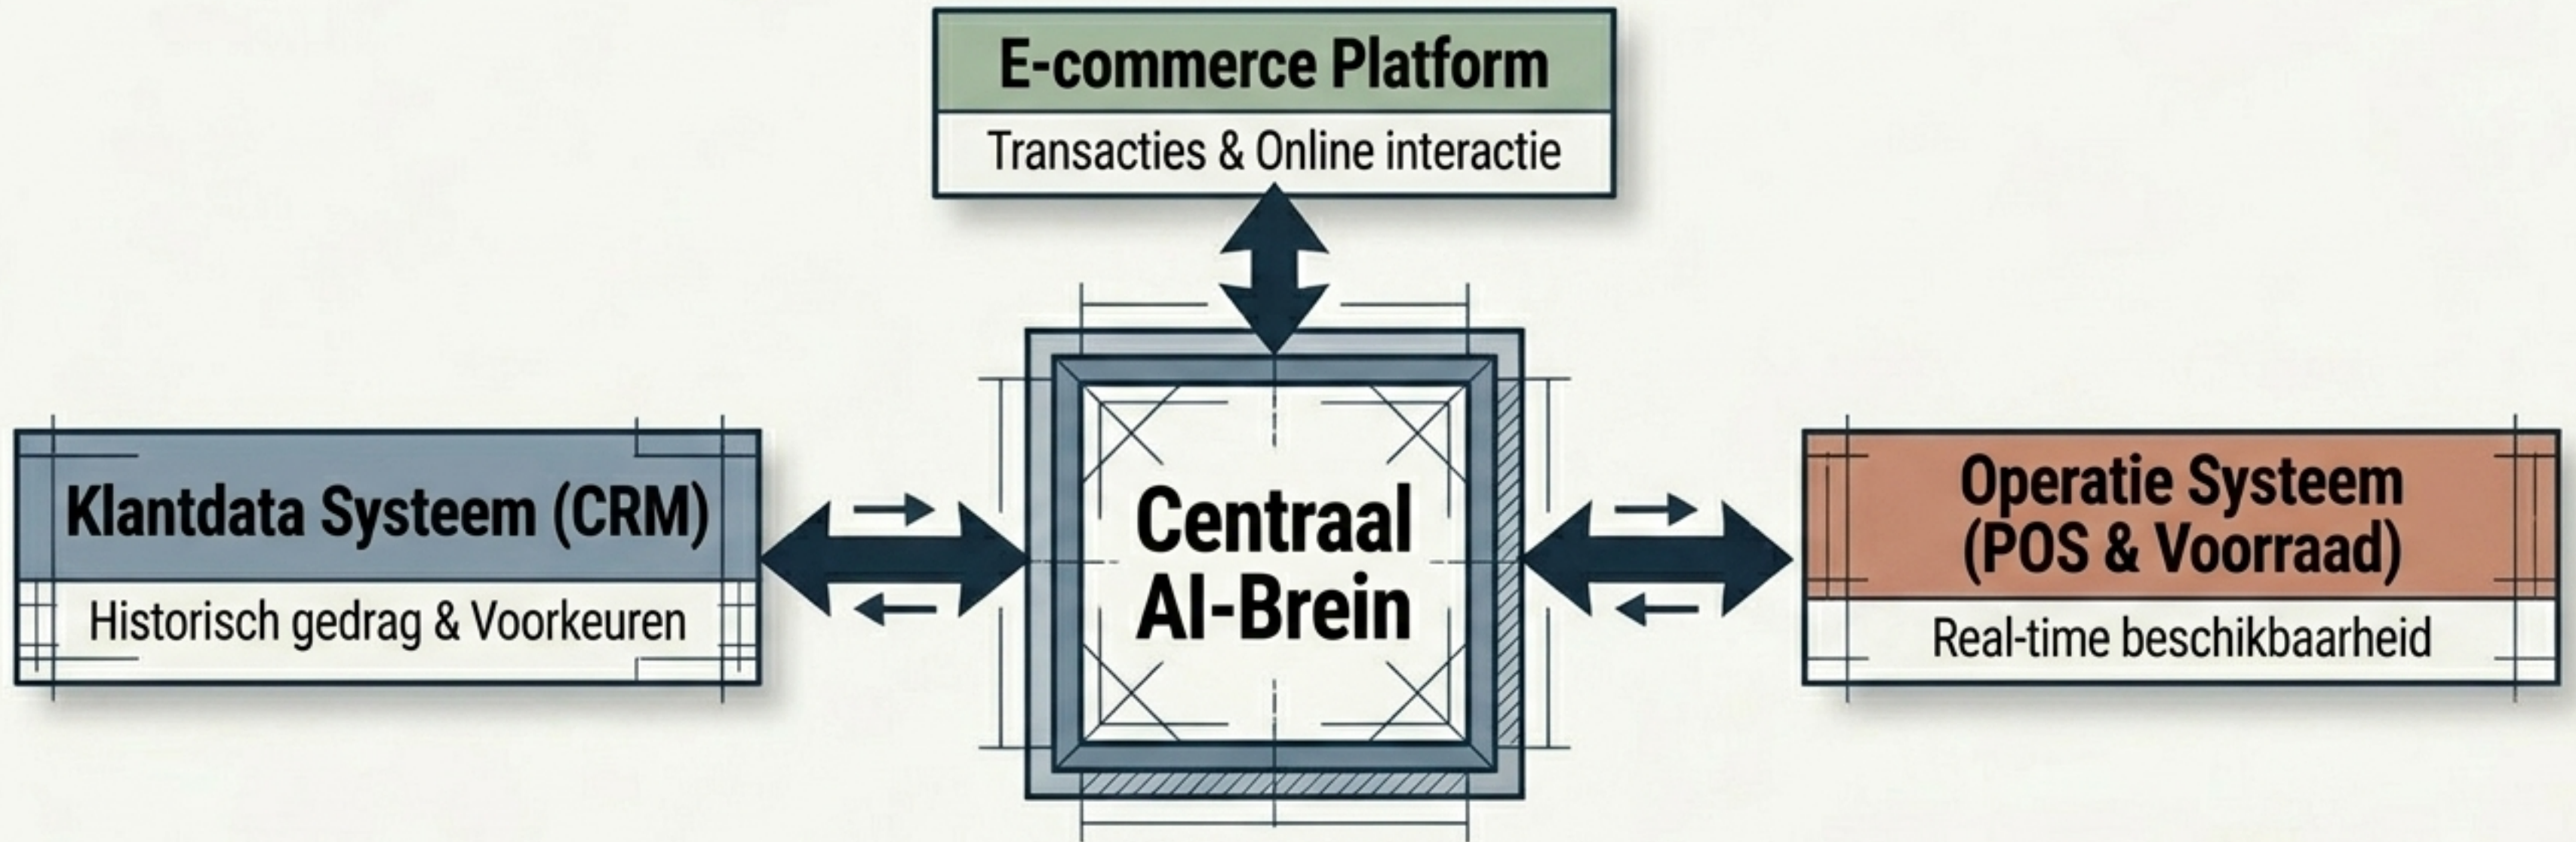 E-commerce Platform
Transacties & Online interactie
Klantdata Systeem (CRM)
Historisch gedrag & Voorkeuren
Centraal
AI-Brein
Operatie Systeem
(POS & Voorraad)
Real-time beschikbaarheid